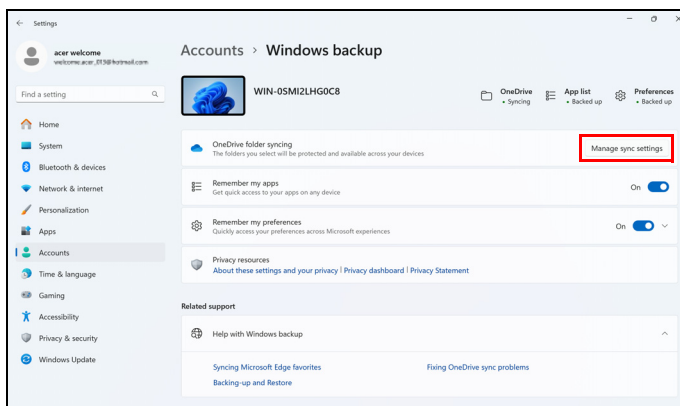 Settings
acer welcome
welcome.acer_015@hotmail.com
Find a setting
Home
System
Bluetooth & devices
Network & internet
Personalization
Apps
Accounts
Time & language
Gaming
Accessibility
Privacy & security
Windows Update
Accounts > Windows backup
WIN-0SMI2LHG0C8
OneDrive
• Syncing
App list
• Backed up
Preferences
• Backed up
OneDrive folder syncing
The folders you select will be protected and available across your devices
Manage sync settings
Remember my apps
Get quick access to your apps on any device
On
Remember my preferences
Quickly access your preferences across Microsoft experiences
On
Privacy resources
About these settings and your privacy | Privacy dashboard | Privacy Statement
Related support
Help with Windows backup
Syncing Microsoft Edge favorites
Fixing OneDrive sync problems
Backing-up and Restore